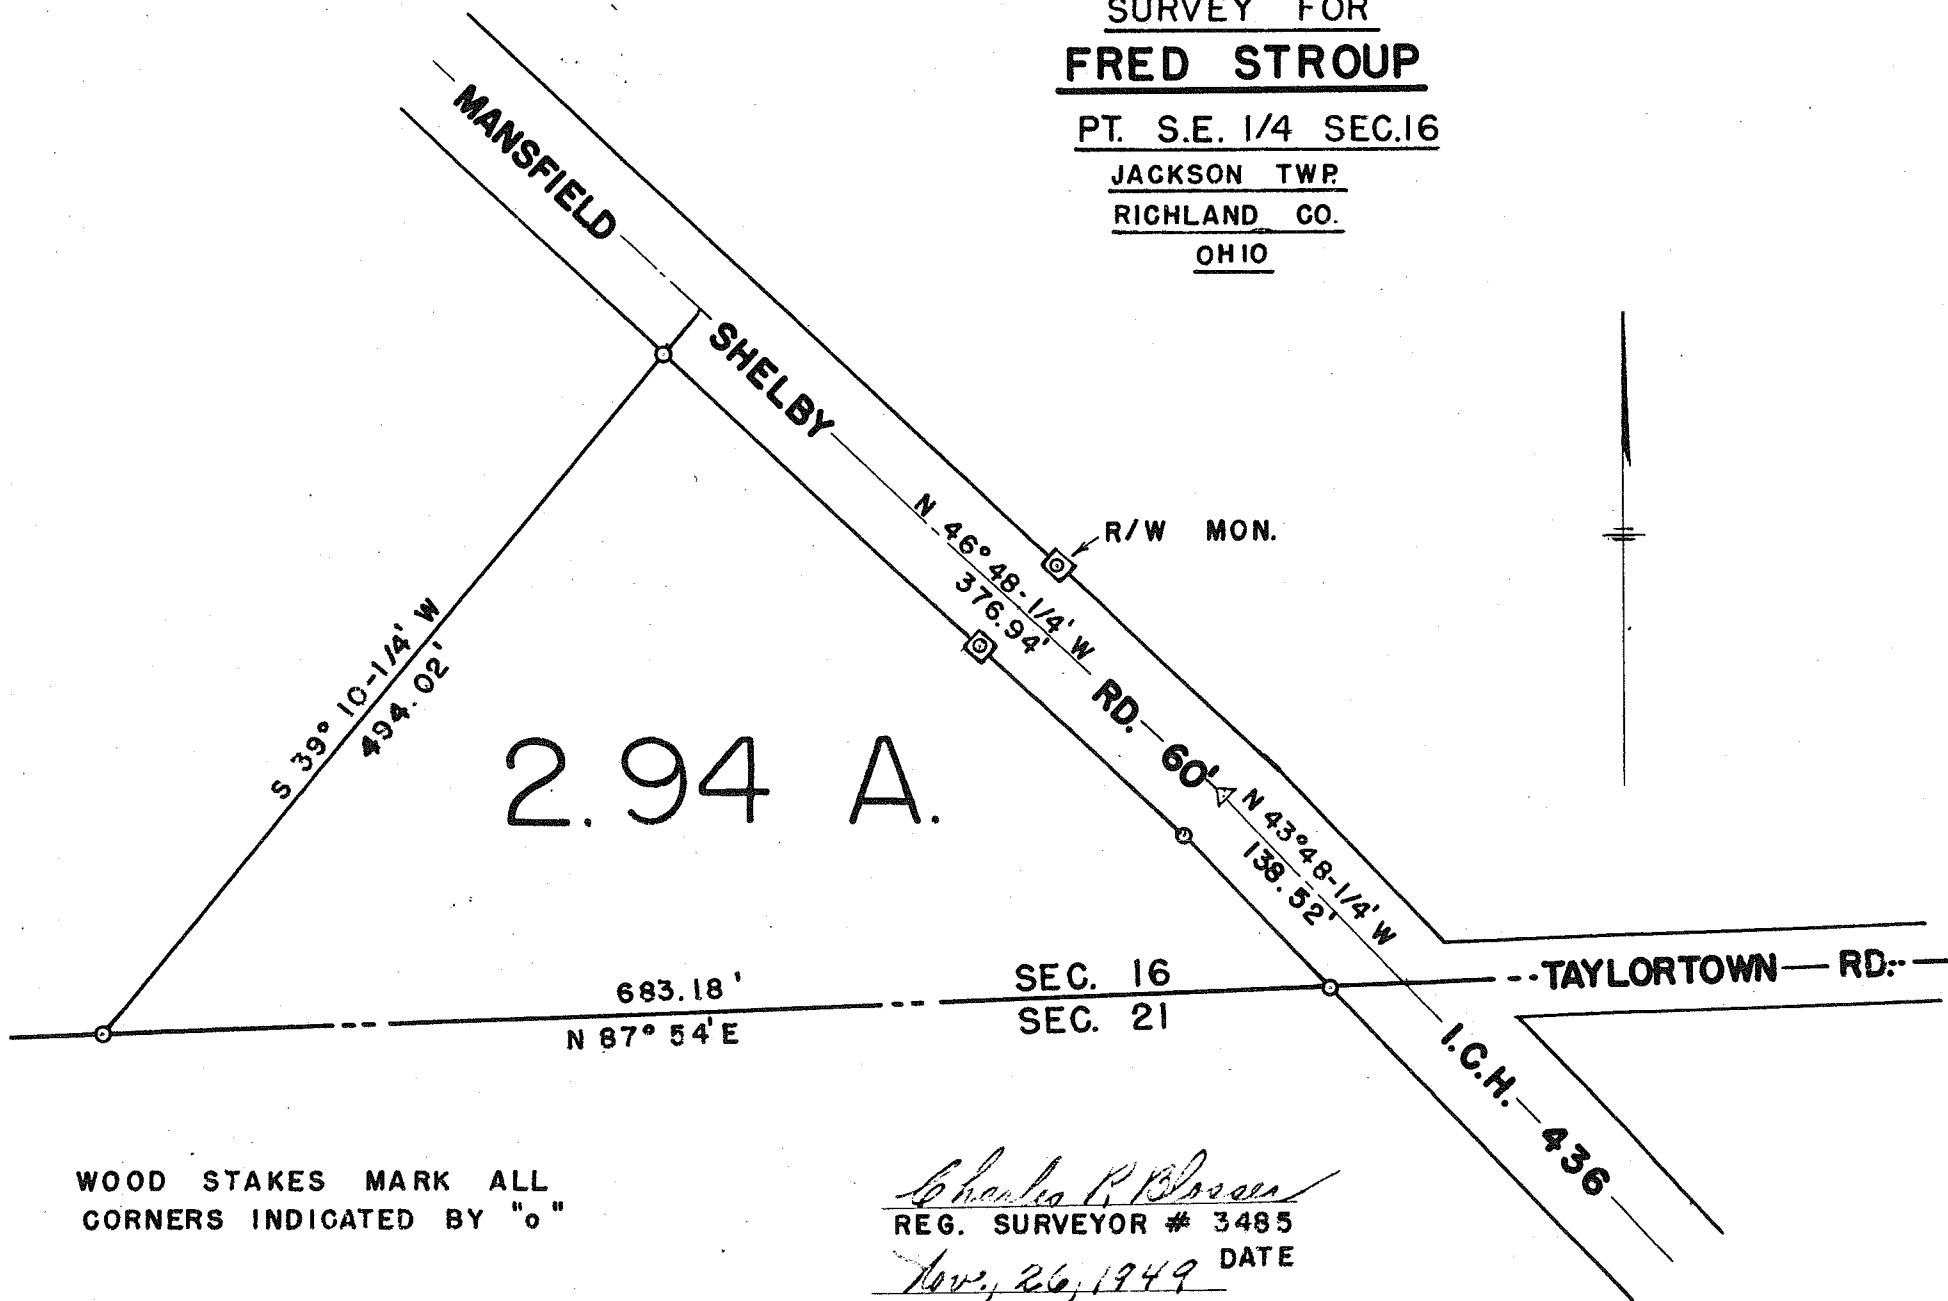 SURVEY FOR
FRED STROUP
PT. S.E. 1/4 SEC.16
JACKSON TWP.
RICHLAND CO.
OHIO
MANSFIELD
SHELBY
N 46° 48-1/4' W
376.94'
R/W MON.
RD. 60'
N 43° 48-1/4' W
138.52'
S 39° 10-1/4' W
494.02'
2.94 A.
683.18'
N 87° 54' E
SEC. 16
SEC. 21
TAYLORTOWN RD.
I.C.H. 436
WOOD STAKES MARK ALL
CORNERS INDICATED BY "o"
Charles R. Blosser
REG. SURVEYOR # 3485
Nov., 26, 1949 DATE